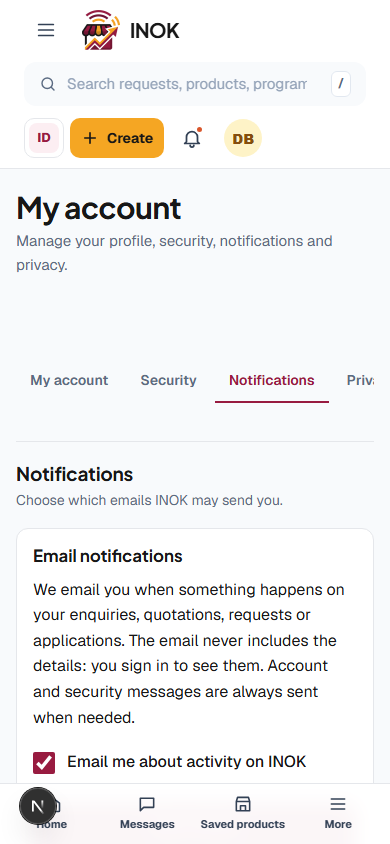 INOK
Search requests, products, program
/
ID
+ Create
DB
My account
Manage your profile, security, notifications and
privacy.
My account
Security
Notifications
Priva
Notifications
Choose which emails INOK may send you.
Email notifications
We email you when something happens on
your enquiries, quotations, requests or
applications. The email never includes the
details: you sign in to see them. Account
and security messages are always sent
when needed.
Email me about activity on INOK
N
Home
Messages
Saved products
More